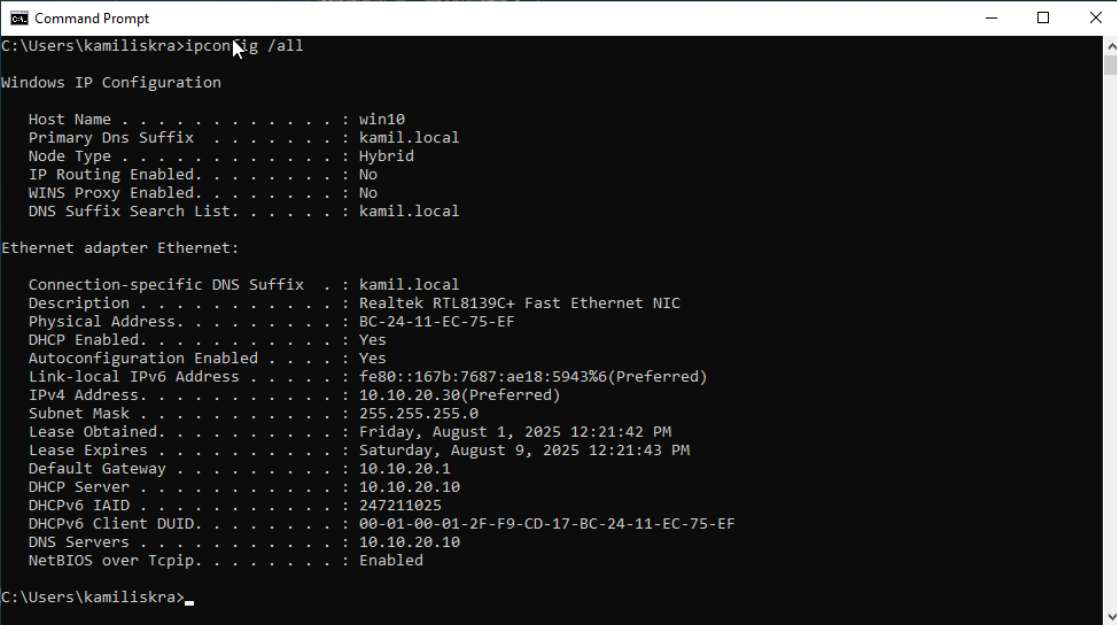 Command Prompt
C:\Users\kamiliskra>ipconfig /all
Windows IP Configuration
Host Name . . . . . . . . . . . . : win10
Primary Dns Suffix  . . . . . . . : kamil.local
Node Type . . . . . . . . . . . . : Hybrid
IP Routing Enabled. . . . . . . . : No
WINS Proxy Enabled. . . . . . . . : No
DNS Suffix Search List. . . . . . : kamil.local
Ethernet adapter Ethernet:
Connection-specific DNS Suffix  . : kamil.local
Description . . . . . . . . . . . : Realtek RTL8139C+ Fast Ethernet NIC
Physical Address. . . . . . . . . : BC-24-11-EC-75-EF
DHCP Enabled. . . . . . . . . . . : Yes
Autoconfiguration Enabled . . . . : Yes
Link-local IPv6 Address . . . . . : fe80::167b:7687:ae18:5943%6(Preferred)
IPv4 Address. . . . . . . . . . . : 10.10.20.30(Preferred)
Subnet Mask . . . . . . . . . . . : 255.255.255.0
Lease Obtained. . . . . . . . . . : Friday, August 1, 2025 12:21:42 PM
Lease Expires . . . . . . . . . . : Saturday, August 9, 2025 12:21:43 PM
Default Gateway . . . . . . . . . : 10.10.20.1
DHCP Server . . . . . . . . . . . : 10.10.20.10
DHCPv6 IAID . . . . . . . . . . . : 247211025
DHCPv6 Client DUID. . . . . . . . : 00-01-00-01-2F-F9-CD-17-BC-24-11-EC-75-EF
DNS Servers . . . . . . . . . . . : 10.10.20.10
NetBIOS over Tcpip. . . . . . . . : Enabled
C:\Users\kamiliskra>